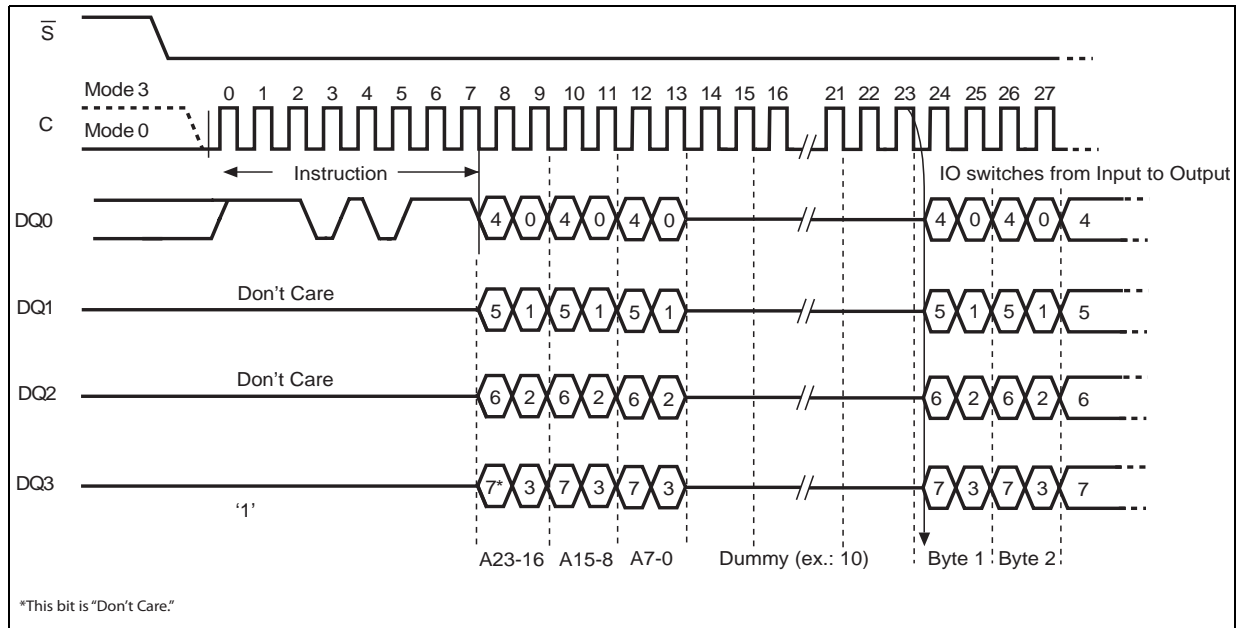 S
Mode 3
0 1 2 3 4 5 6 7 8 9 10 11 12 13 14 15 16 21 22 23 24 25 26 27
C
Mode 0
Instruction
IO switches from Input to Output
DQ0
4 0 4 0 4 0 4 0 4 0 4
Don't Care
DQ1
5 1 5 1 5 1 5 1 5 1 5
Don't Care
DQ2
6 2 6 2 6 2 6 2 6 2 6
DQ3
7* 3 7 3 7 3 7 3 7 3 7
‘1’
A23-16 A15-8 A7-0 Dummy (ex.: 10) Byte 1 Byte 2
*This bit is “Don’t Care.”